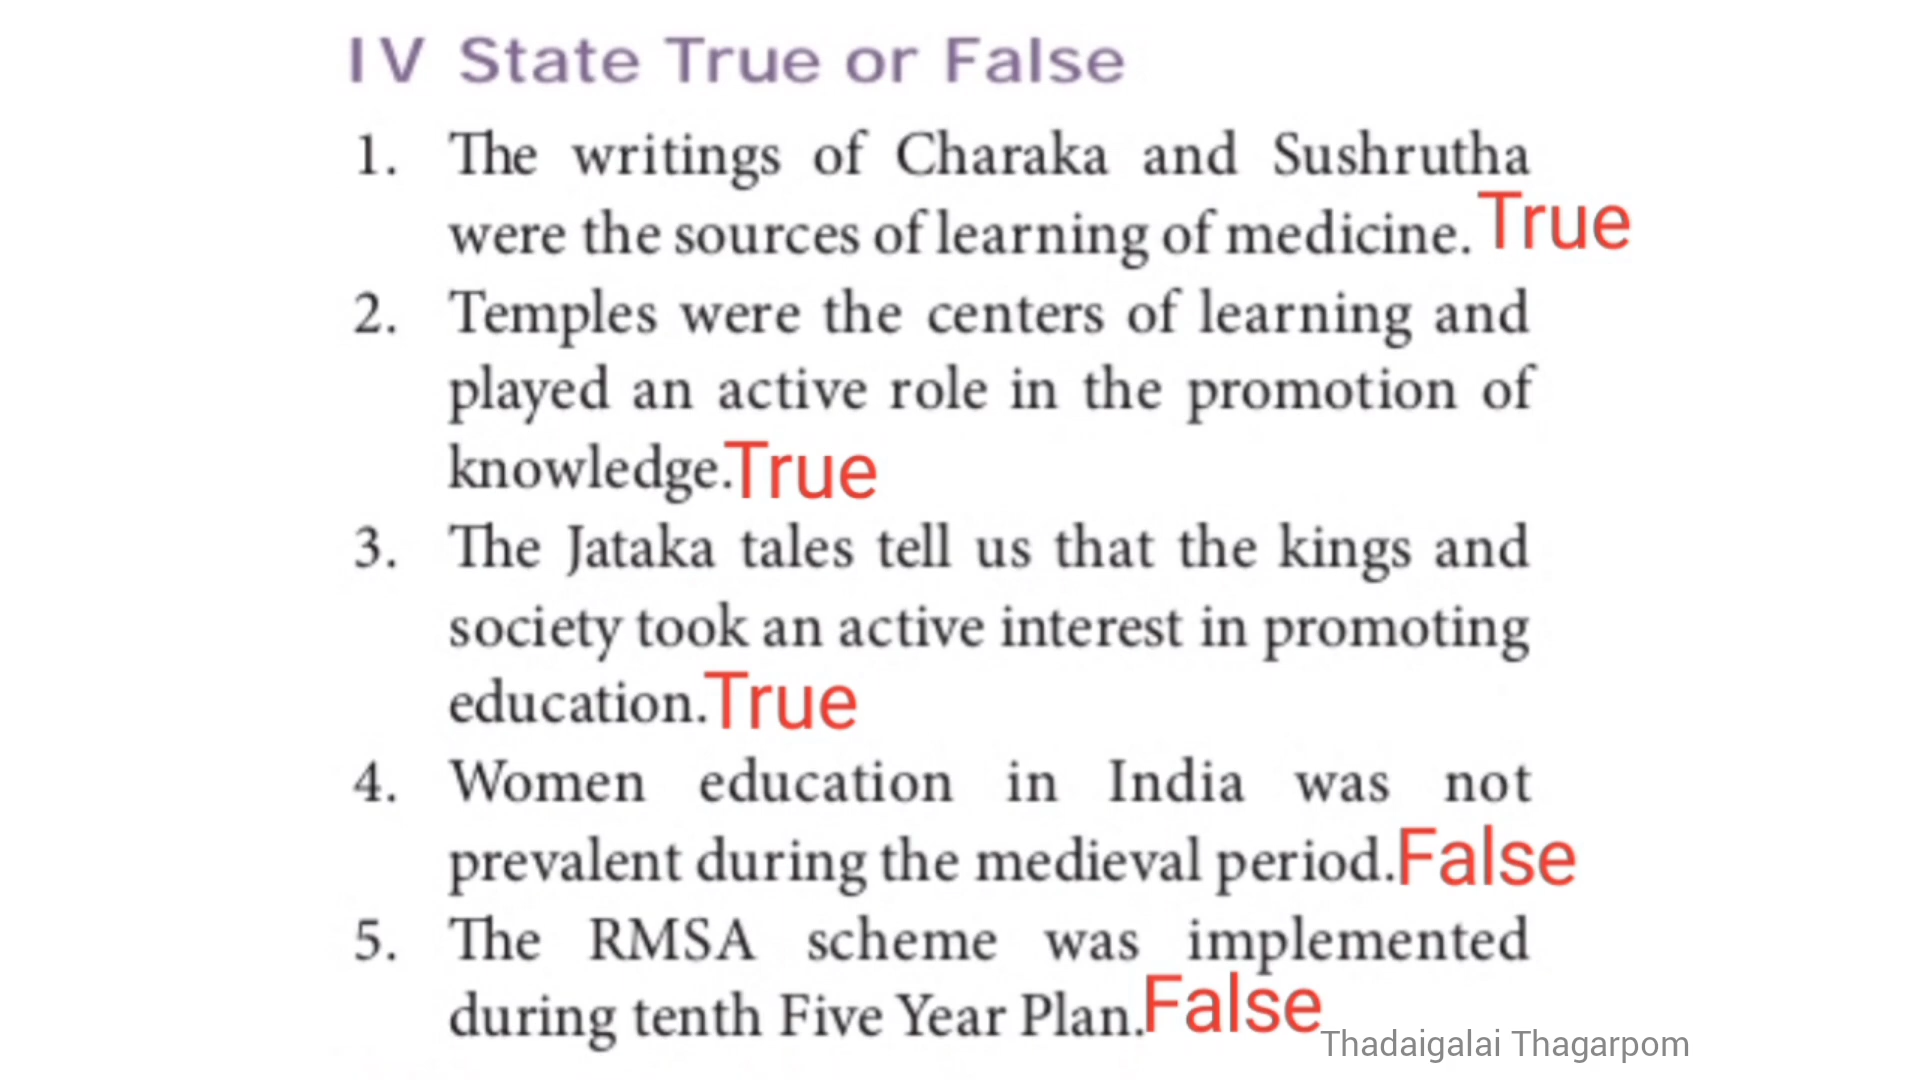 IV State True or False
1. The writings of Charaka and Sushrutha
were the sources of learning of medicine. True
2. Temples were the centers of learning and
played an active role in the promotion of
knowledge. True
3. The Jataka tales tell us that the kings and
society took an active interest in promoting
education. True
4. Women education in India was not
prevalent during the medieval period. False
5. The RMSA scheme was implemented
during tenth Five Year Plan. False
Thadaigalai Thagarpom